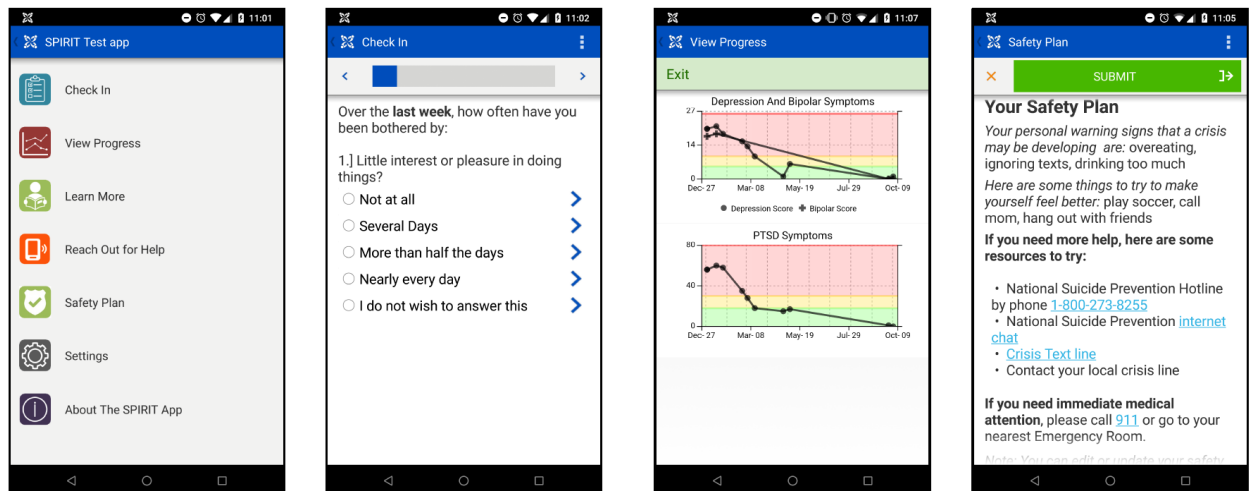 11:01
SPIRIT Test app
Check In
View Progress
Learn More
Reach Out for Help
Safety Plan
Settings
About The SPIRIT App
11:02
Check In
Over the last week, how often have you
been bothered by:
1.] Little interest or pleasure in doing
things?
Not at all
Several Days
More than half the days
Nearly every day
I do not wish to answer this
11:07
View Progress
Exit
Depression And Bipolar Symptoms
27
14
0
Dec- 27 Mar- 08 May- 19 Jul- 29 Oct- 09
Depression Score Bipolar Score
PTSD Symptoms
80
40
0
Dec- 27 Mar- 08 May- 19 Jul- 29 Oct- 09
11:05
Safety Plan
SUBMIT
Your Safety Plan
Your personal warning signs that a crisis
may be developing are: overeating,
ignoring texts, drinking too much
Here are some things to try to make
yourself feel better: play soccer, call
mom, hang out with friends
If you need more help, here are some
resources to try:
• National Suicide Prevention Hotline
by phone 1-800-273-8255
• National Suicide Prevention internet
chat
• Crisis Text line
• Contact your local crisis line
If you need immediate medical
attention, please call 911 or go to your
nearest Emergency Room.
Note: You can edit or update your safety